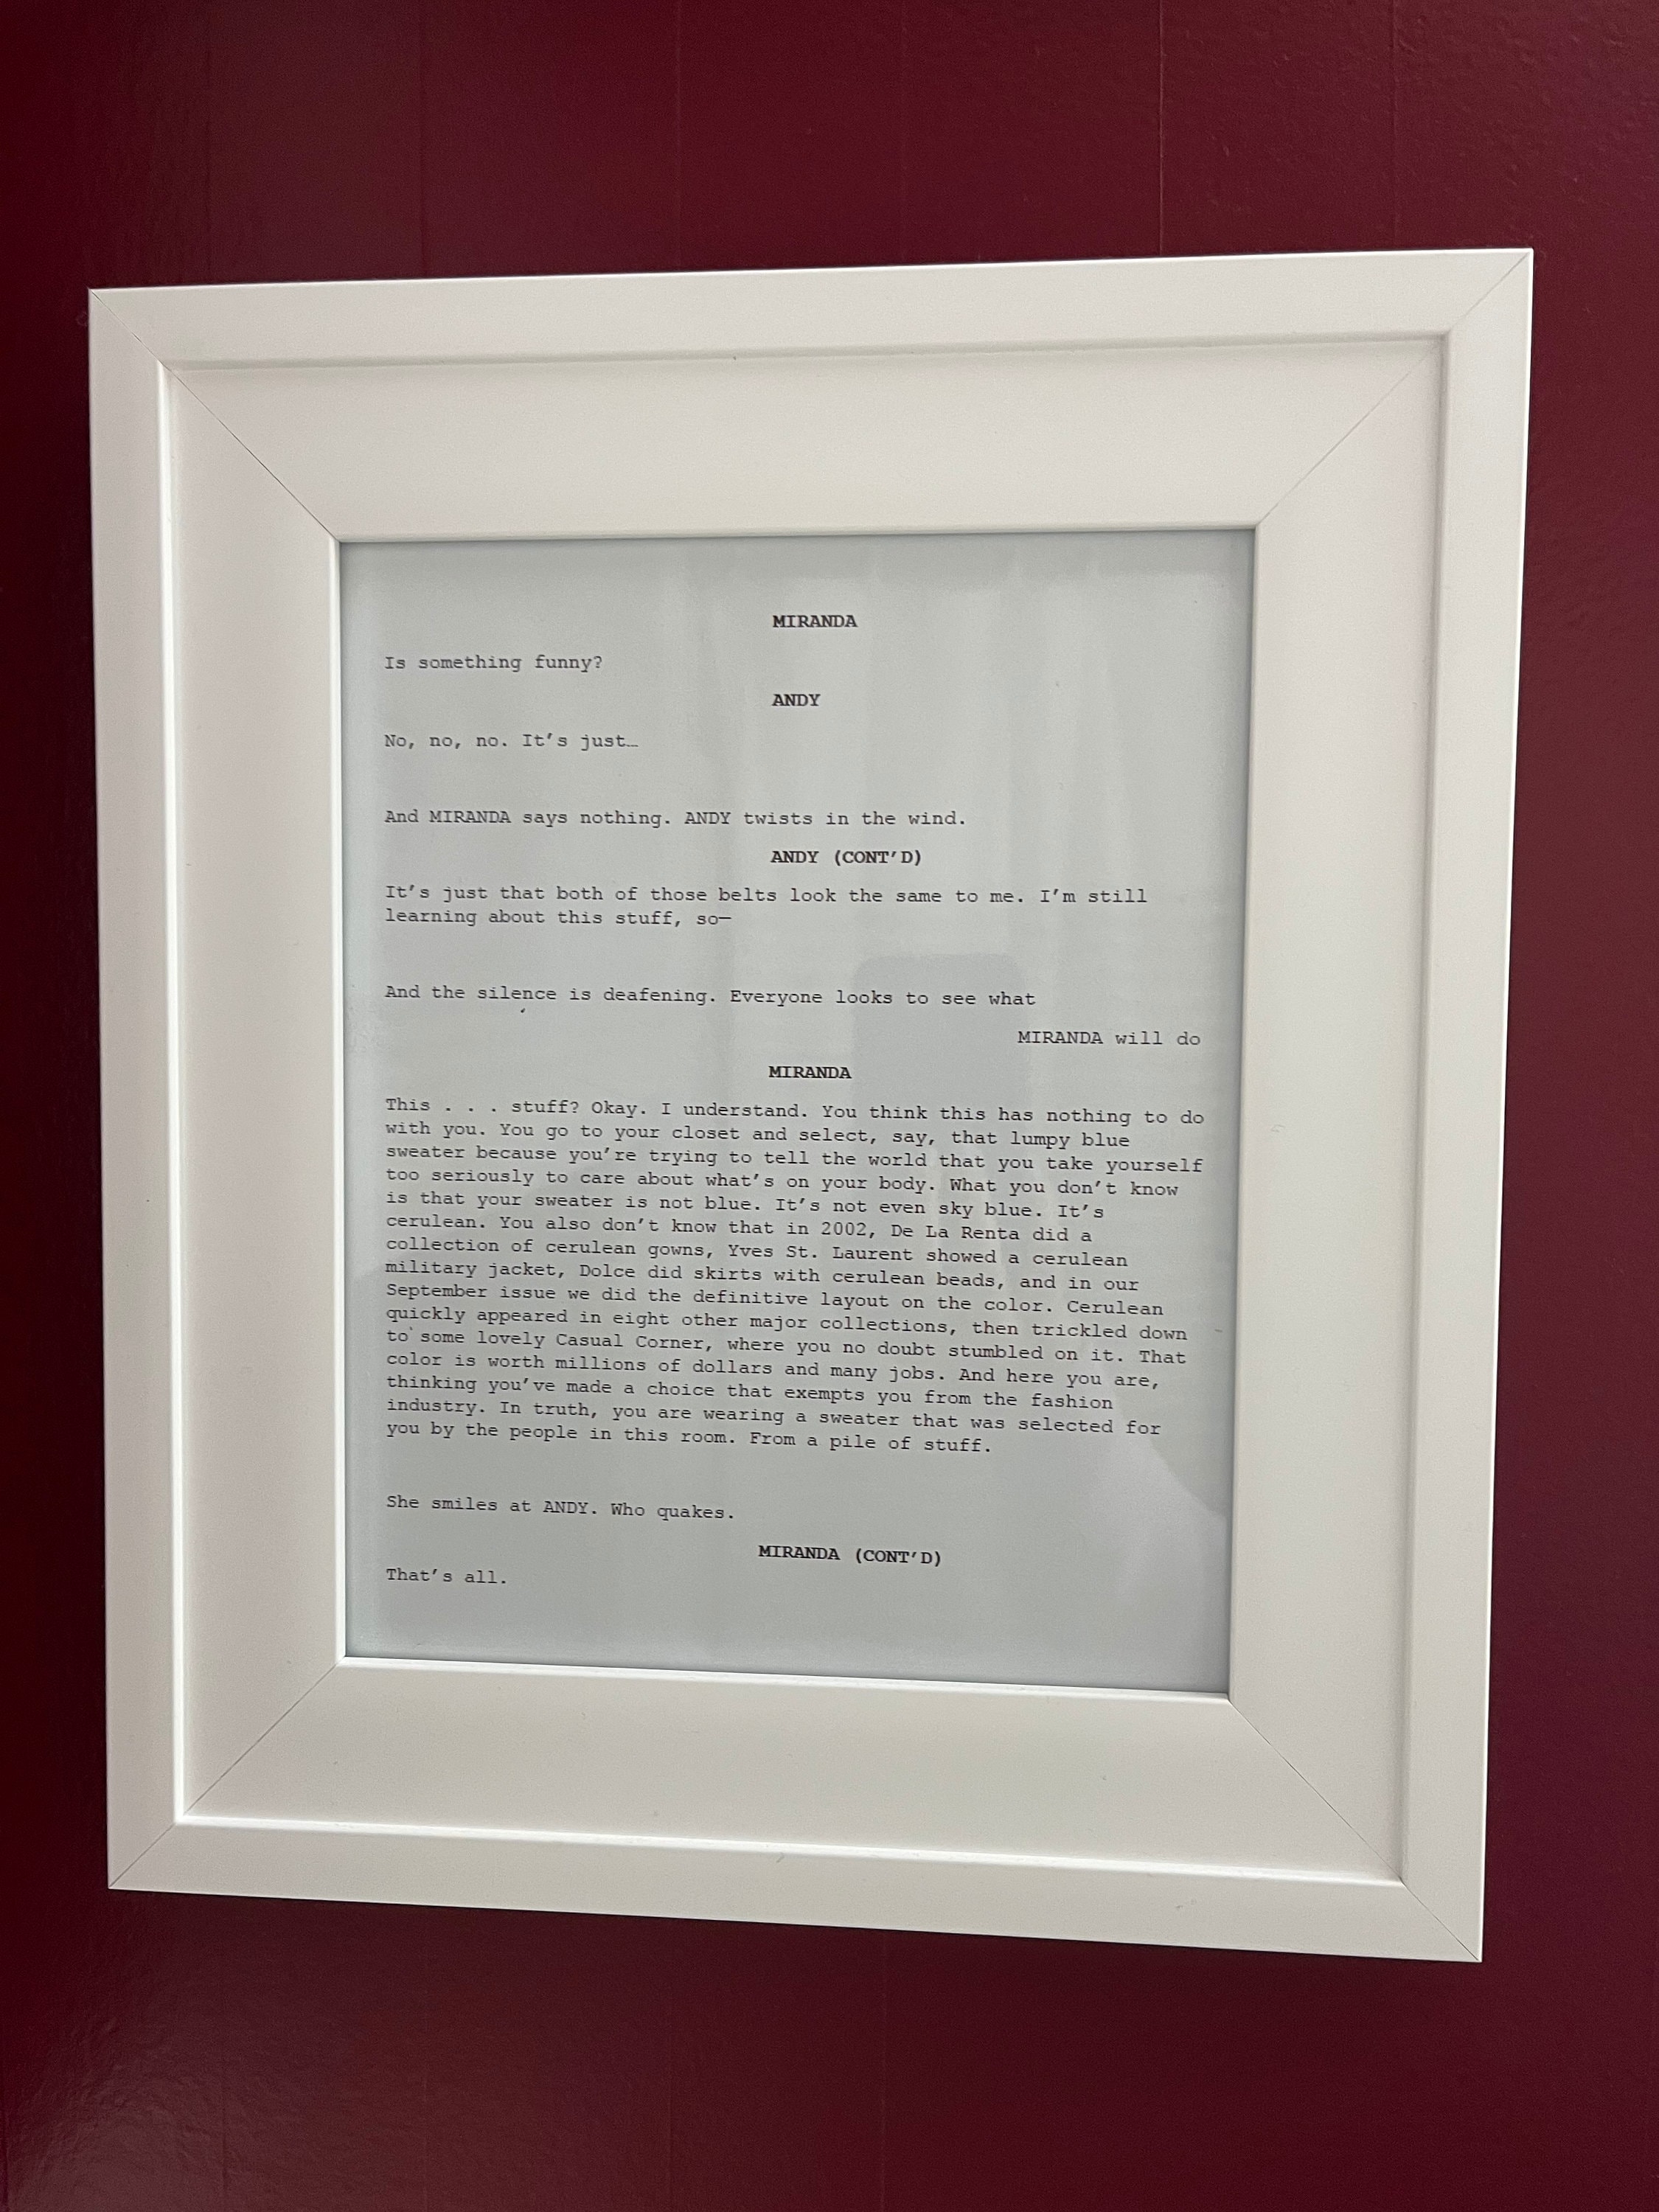 MIRANDA
Is something funny?
ANDY
No, no, no. It's just…
And MIRANDA says nothing. ANDY twists in the wind.
ANDY (CONT'D)
It's just that both of those belts look the same to me. I'm still
learning about this stuff, so—
And the silence is deafening. Everyone looks to see what
MIRANDA will do
MIRANDA
This . . . stuff? Okay. I understand. You think this has nothing to do
with you. You go to your closet and select, say, that lumpy blue
sweater because you're trying to tell the world that you take yourself
too seriously to care about what's on your body. What you don't know
is that your sweater is not blue. It's not even sky blue. It's
cerulean. You also don't know that in 2002, De La Renta did a
collection of cerulean gowns, Yves St. Laurent showed a cerulean
military jacket, Dolce did skirts with cerulean beads, and in our
September issue we did the definitive layout on the color. Cerulean
quickly appeared in eight other major collections, then trickled down
to some lovely Casual Corner, where you no doubt stumbled on it. That
color is worth millions of dollars and many jobs. And here you are,
thinking you've made a choice that exempts you from the fashion
industry. In truth, you are wearing a sweater that was selected for
you by the people in this room. From a pile of stuff.
She smiles at ANDY. Who quakes.
MIRANDA (CONT'D)
That's all.